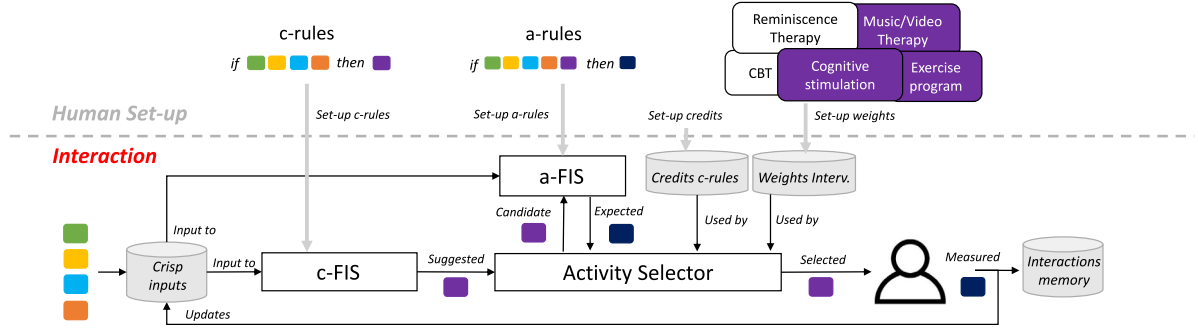 c-rules
if then
a-rules
if then
Reminiscence
Therapy
Music/Video
Therapy
CBT
Cognitive
stimulation
Exercise
program
Human Set-up
Set-up c-rules
Set-up a-rules
Set-up credits
Set-up weights
Interaction
a-FIS
Credits c-rules
Weights Interv.
Candidate
Expected
Used by
Used by
Input to
Crisp
inputs
Input to
c-FIS
Suggested
Activity Selector
Selected
Measured
Interactions
memory
Updates